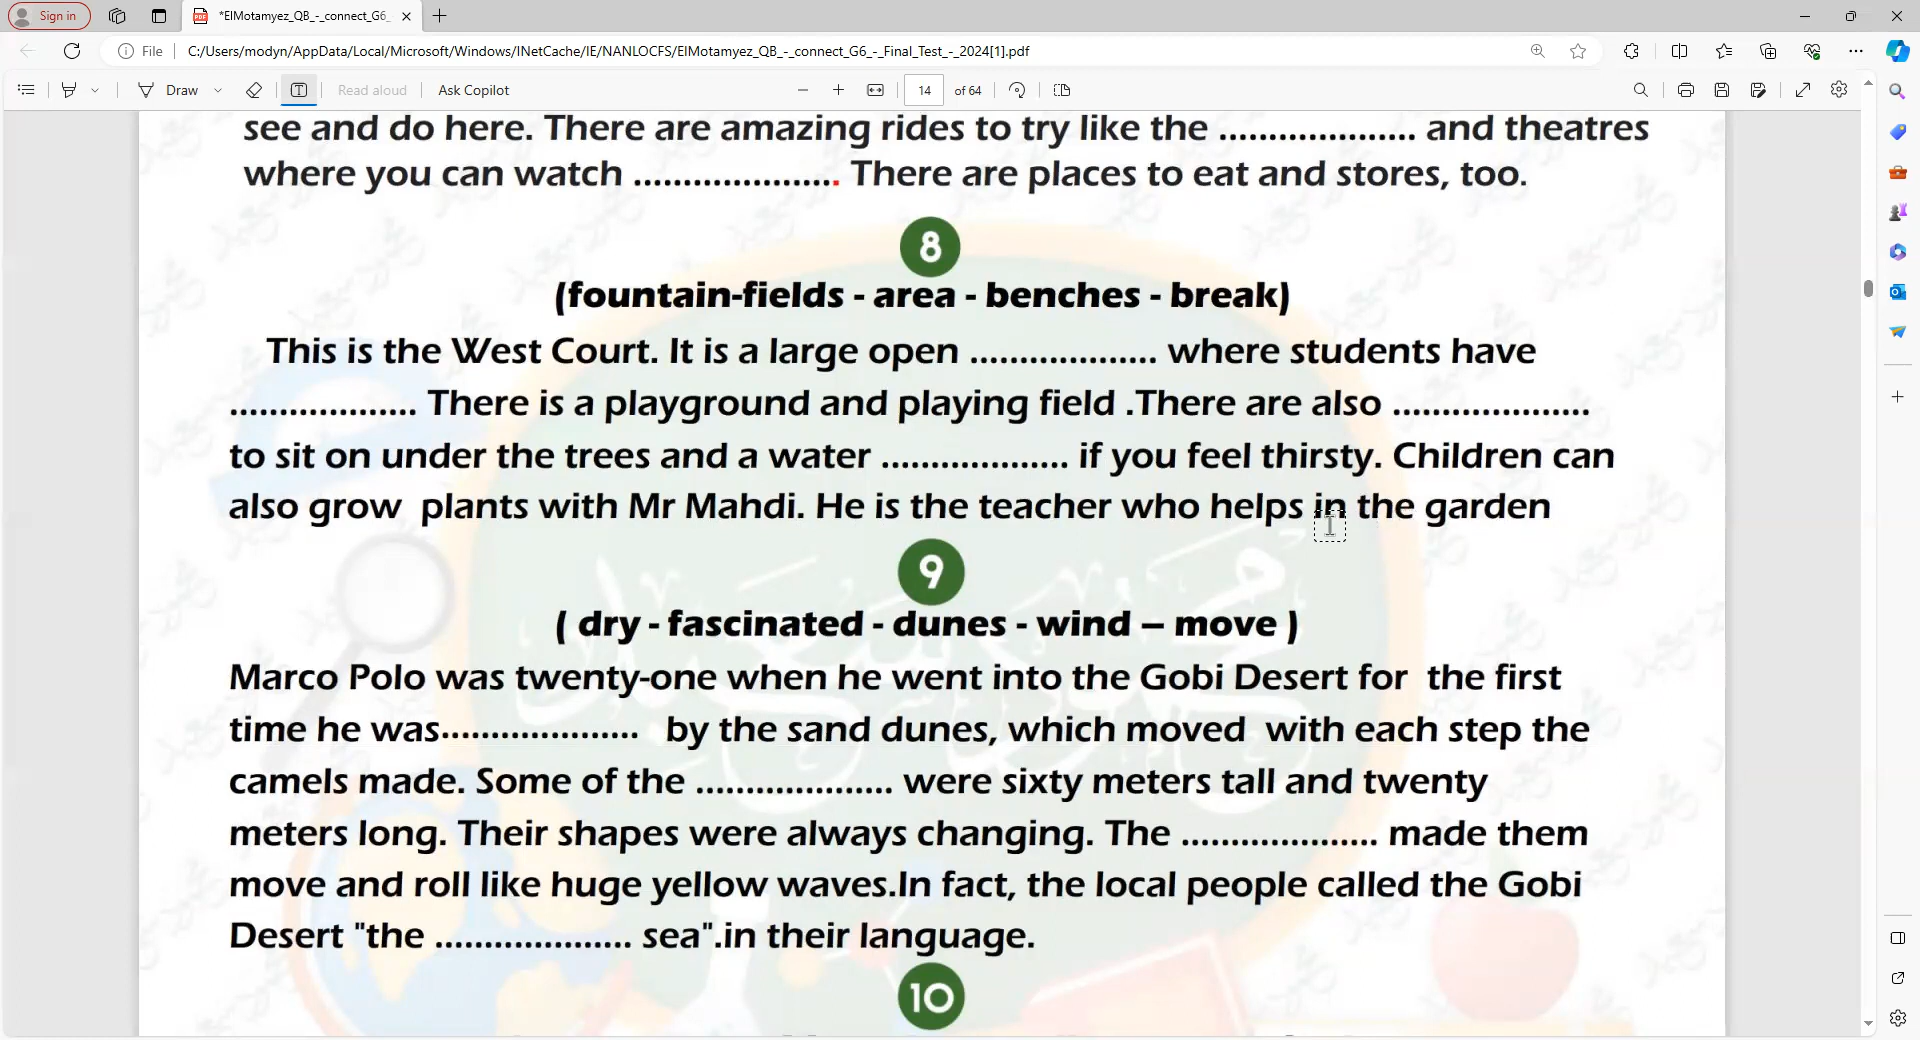 Sign in
*ElMotamyez_QB_-_connect_G6_
File
C:/Users/modyn/AppData/Local/Microsoft/Windows/INetCache/IE/NANLOCFS/ElMotamyez_QB_-_connect_G6_-_Final_Test_-_2024[1].pdf
Draw
Read aloud
Ask Copilot
14 of 64
see and do here. There are amazing rides to try like the .................... and theatres
where you can watch ..................... There are places to eat and stores, too.
8
(fountain-fields - area - benches - break)
This is the West Court. It is a large open ................... where students have
................... There is a playground and playing field .There are also ....................
to sit on under the trees and a water ................... if you feel thirsty. Children can
also grow plants with Mr Mahdi. He is the teacher who helps in the garden
9
( dry - fascinated - dunes - wind – move )
Marco Polo was twenty-one when he went into the Gobi Desert for the first
time he was.................... by the sand dunes, which moved with each step the
camels made. Some of the .................... were sixty meters tall and twenty
meters long. Their shapes were always changing. The .................... made them
move and roll like huge yellow waves.In fact, the local people called the Gobi
Desert "the .................... sea".in their language.
10